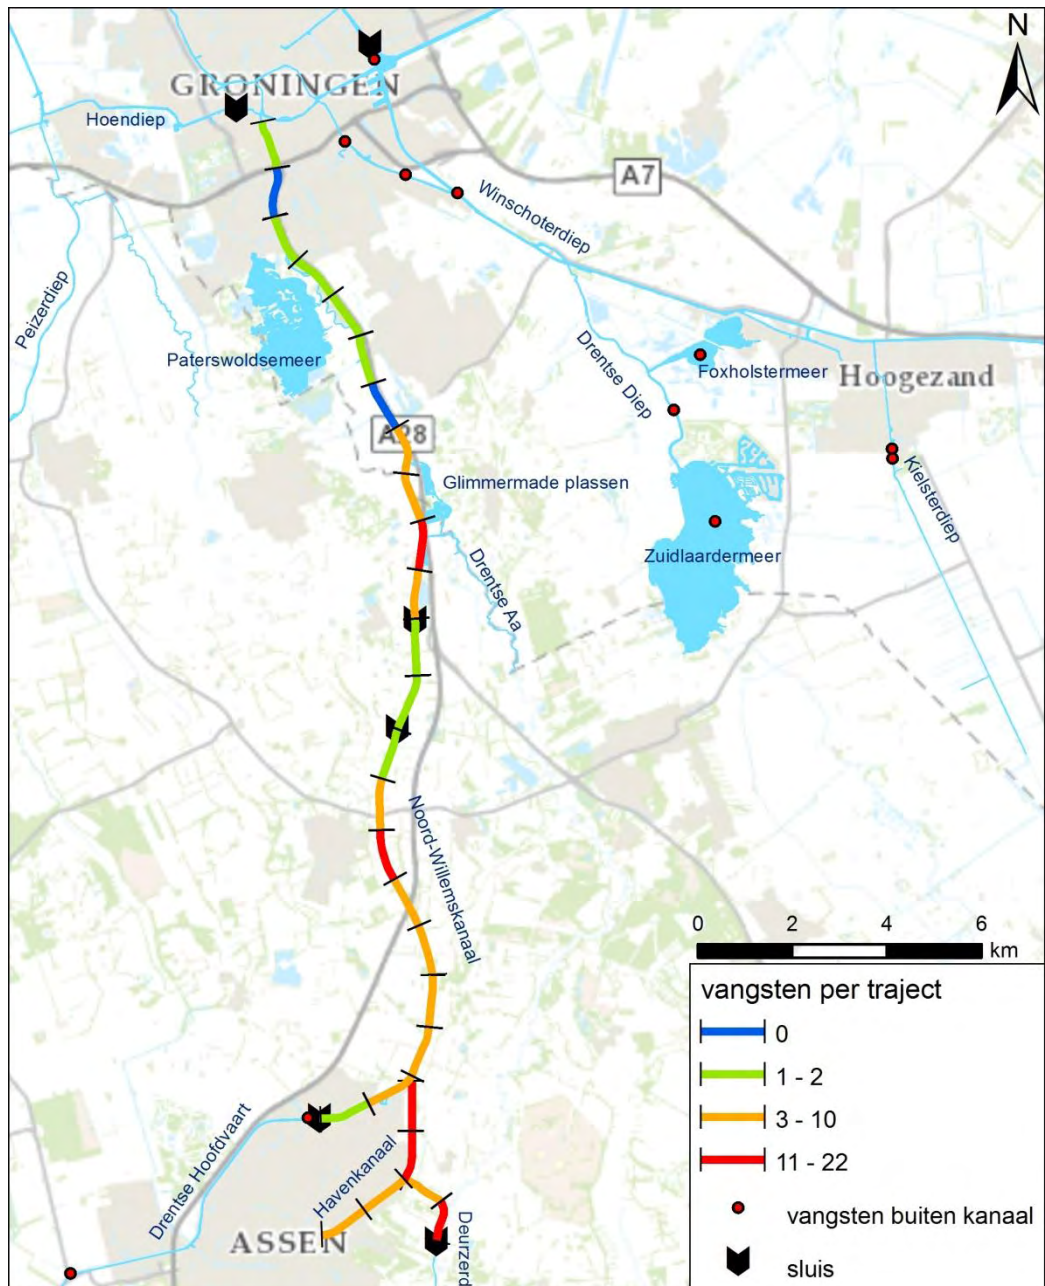 N
GRONINGEN
Hoendiep
A7
Winschoterdiep
Peizerdiep
Paterswoldsemeer
Drentse Diep
Foxholstermeer
Hoogezand
A28
Glimmermade plassen
Kielsterdiep
Drentse Aa
Zuidlaardermeer
Noord-Willemskanaal
0 2 4 6
km
vangsten per traject
0
1 - 2
3 - 10
11 - 22
vangsten buiten kanaal
sluis
Drentse Hoofdvaart
Havenkanaal
ASSEN
Deurzerd